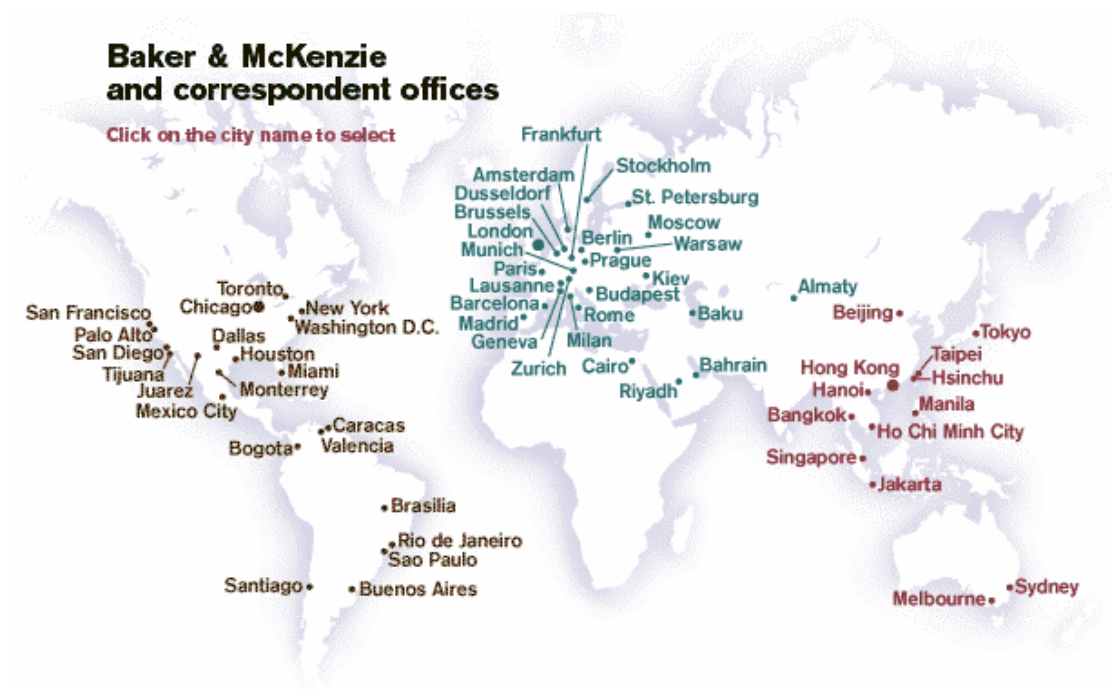 Baker & McKenzie
and correspondent offices
Click on the city name to select
Frankfurt
Stockholm
Amsterdam
Dusseldorf
St. Petersburg
Brussels
Moscow
London
Berlin
Warsaw
Munich
Prague
Paris
Kiev
Lausanne
Budapest
Barcelona
Rome
Baku
Madrid
Geneva
Milan
Zurich
Cairo
Bahrain
Riyadh
Almaty
Toronto
Chicago
New York
San Francisco
Washington D.C.
Palo Alto
Dallas
San Diego
Houston
Tijuana
Miami
Juarez
Monterrey
Mexico City
Caracas
Bogota
Valencia
Brasilia
Rio de Janeiro
Sao Paulo
Santiago
Buenos Aires
Beijing
Tokyo
Taipei
Hong Kong
Hsinchu
Hanoi
Manila
Bangkok
Ho Chi Minh City
Singapore
Jakarta
Sydney
Melbourne